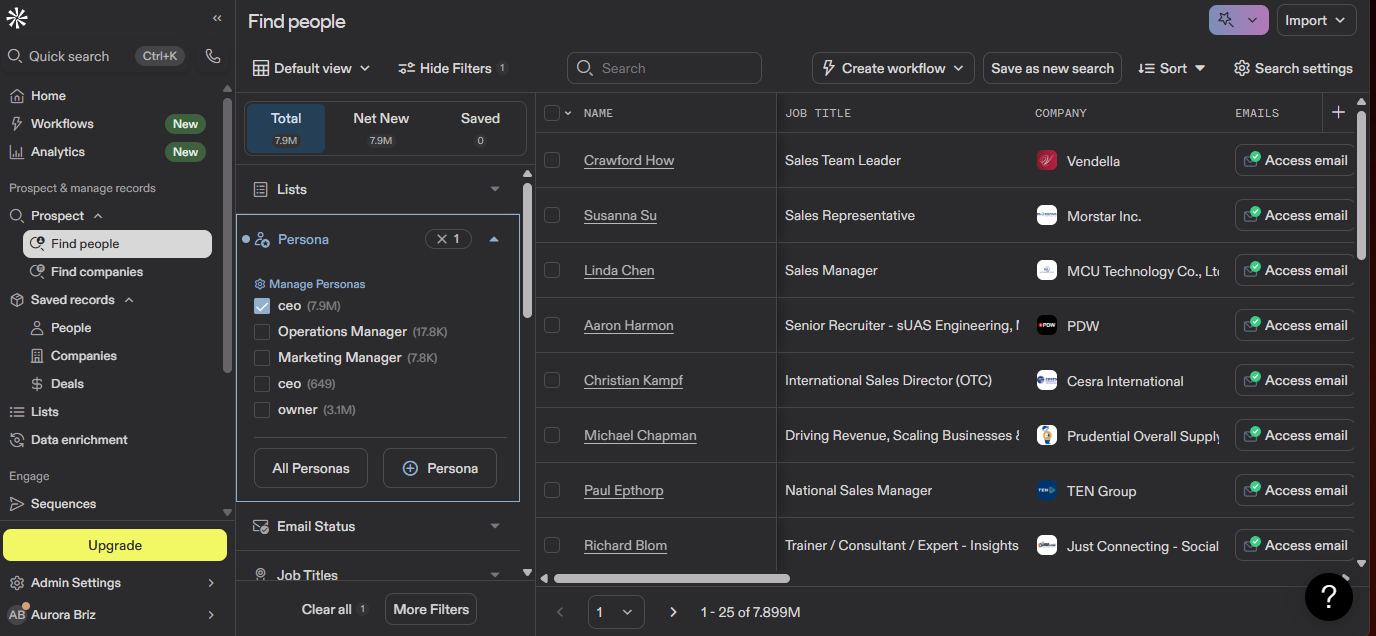 Quick search Ctrl+K
Home
Workflows New
Analytics New
Prospect & manage records
Prospect
Find people
Find companies
Saved records
People
Companies
Deals
Lists
Data enrichment
Engage
Sequences
Upgrade
Admin Settings
AB Aurora Briz
Find people
Import
Default view
Hide Filters 1
Search
Create workflow
Save as new search
Sort
Search settings
Total Net New Saved
7.9M 7.9M 0
Lists
Persona 1
Manage Personas
ceo (7.9M)
Operations Manager (17.8K)
Marketing Manager (7.8K)
ceo (649)
owner (3.1M)
All Personas Persona
Email Status
Job Titles
Clear all 1 More Filters
NAME JOB TITLE COMPANY EMAILS
Crawford How Sales Team Leader Vendella Access email
Susanna Su Sales Representative Morstar Inc. Access email
Linda Chen Sales Manager MCU Technology Co., Access email
Aaron Harmon Senior Recruiter - sUAS Engineering, PDW PDW Access email
Christian Kampf International Sales Director (OTC) Cesra International Access email
Michael Chapman Driving Revenue, Scaling Businesses & Prudential Overall Supply Access email
Paul Epthorp National Sales Manager TEN TEN Group Access email
Richard Blom Trainer / Consultant / Expert - Insights Just Connecting - Social Access email
1 1 - 25 of 7.899M
?